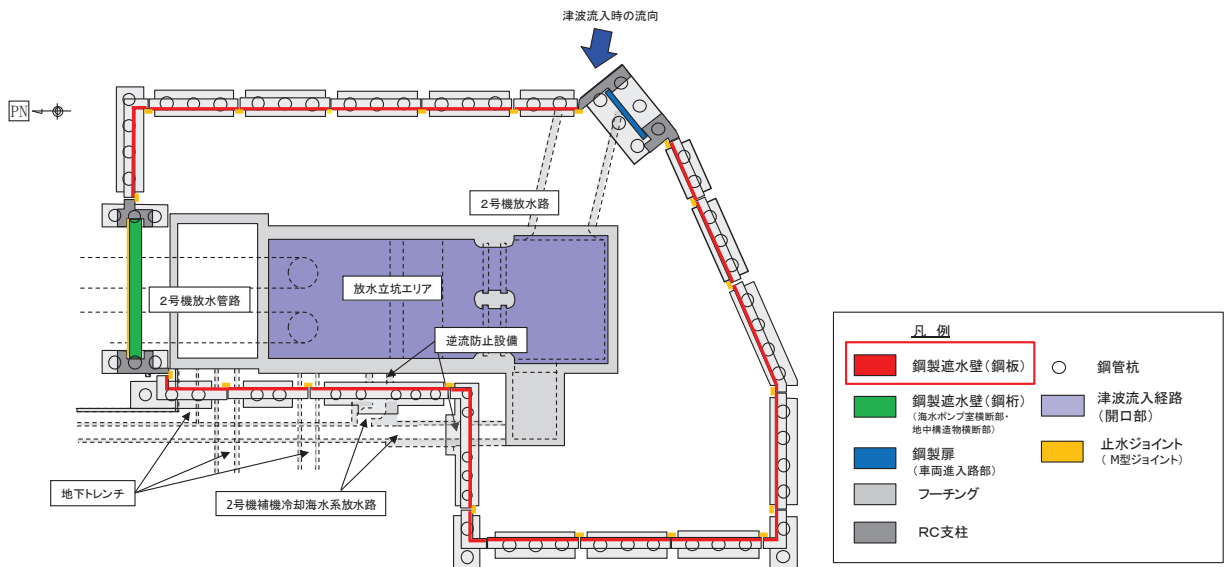 津波流入時の流向
PN
2号機放水路
2号機放水管路
放水立坑エリア
逆流防止設備
地下トレンチ
2号機補機冷却海水系放水路
凡 例
鋼製遮水壁(鋼板)
鋼管杭
鋼製遮水壁(鋼桁)
(海水ポンプ室横断部・
地中構造物横断部)
津波流入経路
(開口部)
鋼製扉
(車両進入路部)
止水ジョイント
( M型ジョイント)
フーチング
RC支柱